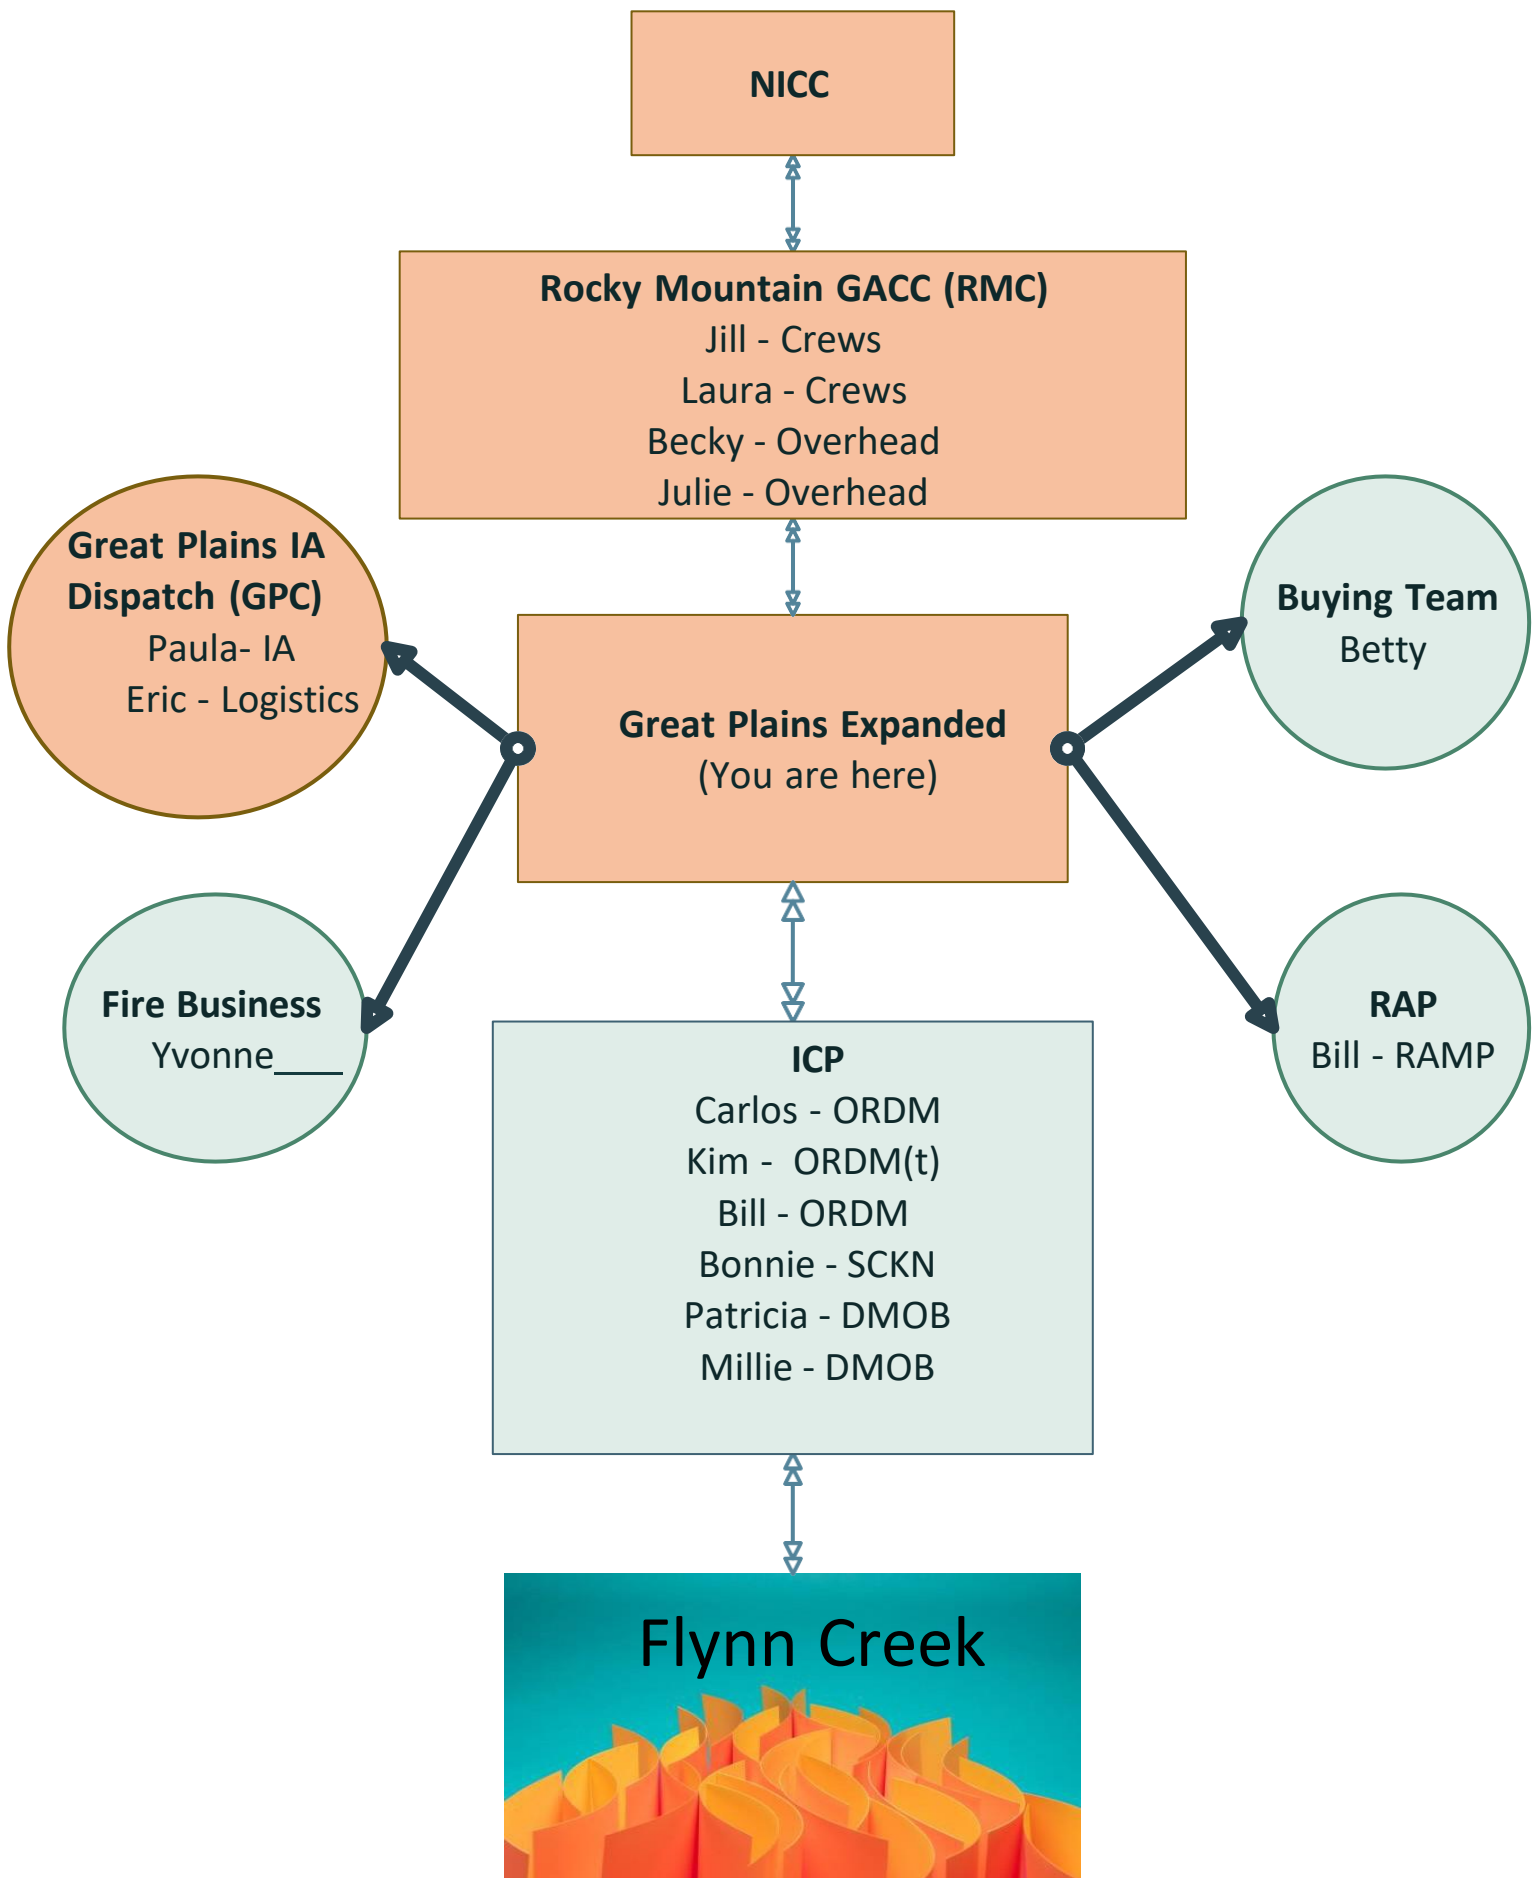 NICC
Rocky Mountain GACC (RMC)
Jill - Crews
Laura - Crews
Becky - Overhead
Julie - Overhead
Great Plains IA
Dispatch (GPC)
Paula- IA
Eric - Logistics
Buying Team
Betty
Great Plains Expanded
(You are here)
Fire Business
Yvonne____
RAP
Bill - RAMP
ICP
Carlos - ORDM
Kim -  ORDM(t)
Bill - ORDM
Bonnie - SCKN
Patricia - DMOB
Millie - DMOB
Flynn Creek